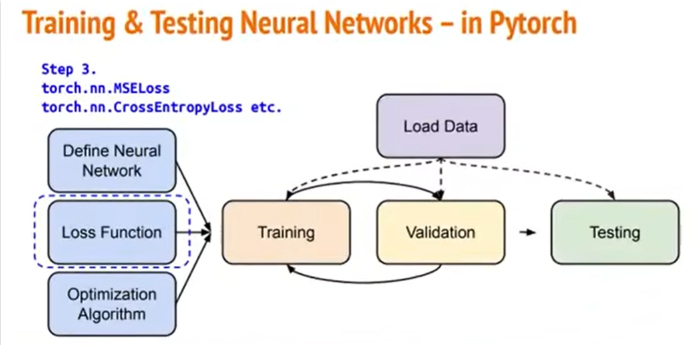 Training & Testing Neural Networks – in Pytorch
Step 3.
torch.nn.MSELoss
torch.nn.CrossEntropyLoss etc.
Load Data
Define Neural
Network
Loss Function
Training
Validation
Testing
Optimization
Algorithm